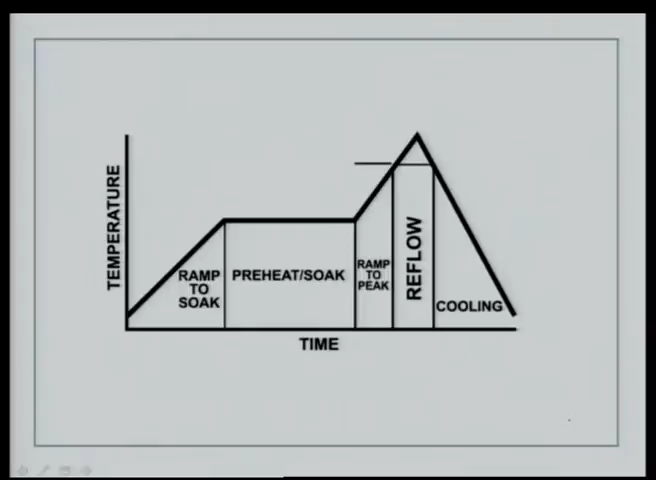 TEMPERATURE
RAMP
TO
SOAK
PREHEAT/SOAK
RAMP
TO
PEAK
REFLOW
COOLING
TIME